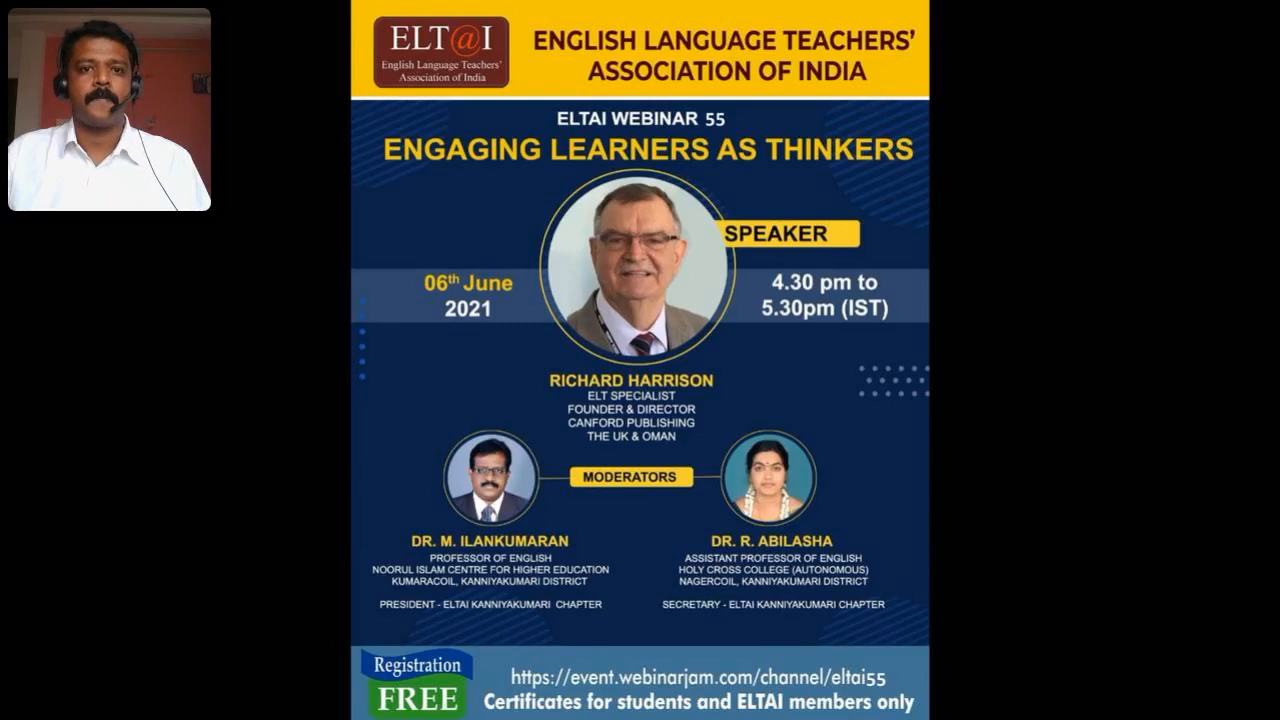 ELT@I
English Language Teachers'
Association of India
ENGLISH LANGUAGE TEACHERS'
ASSOCIATION OF INDIA
ELTAI WEBINAR 55
ENGAGING LEARNERS AS THINKERS
SPEAKER
06th June
2021
4.30 pm to
5.30pm (IST)
RICHARD HARRISON
ELT SPECIALIST
FOUNDER & DIRECTOR
CANFORD PUBLISHING
THE UK & OMAN
MODERATORS
DR. M. ILANKUMARAN
PROFESSOR OF ENGLISH
NOORUL ISLAM CENTRE FOR HIGHER EDUCATION
KUMARACOIL, KANNIYAKUMARI DISTRICT
PRESIDENT - ELTAI KANNIYAKUMARI CHAPTER
DR. R. ABILASHA
ASSISTANT PROFESSOR OF ENGLISH
HOLY CROSS COLLEGE (AUTONOMOUS)
NAGERCOIL, KANNIYAKUMARI DISTRICT
SECRETARY - ELTAI KANNIYAKUMARI CHAPTER
Registration
FREE
https://event.webinarjam.com/channel/eltai55
Certificates for students and ELTAI members only